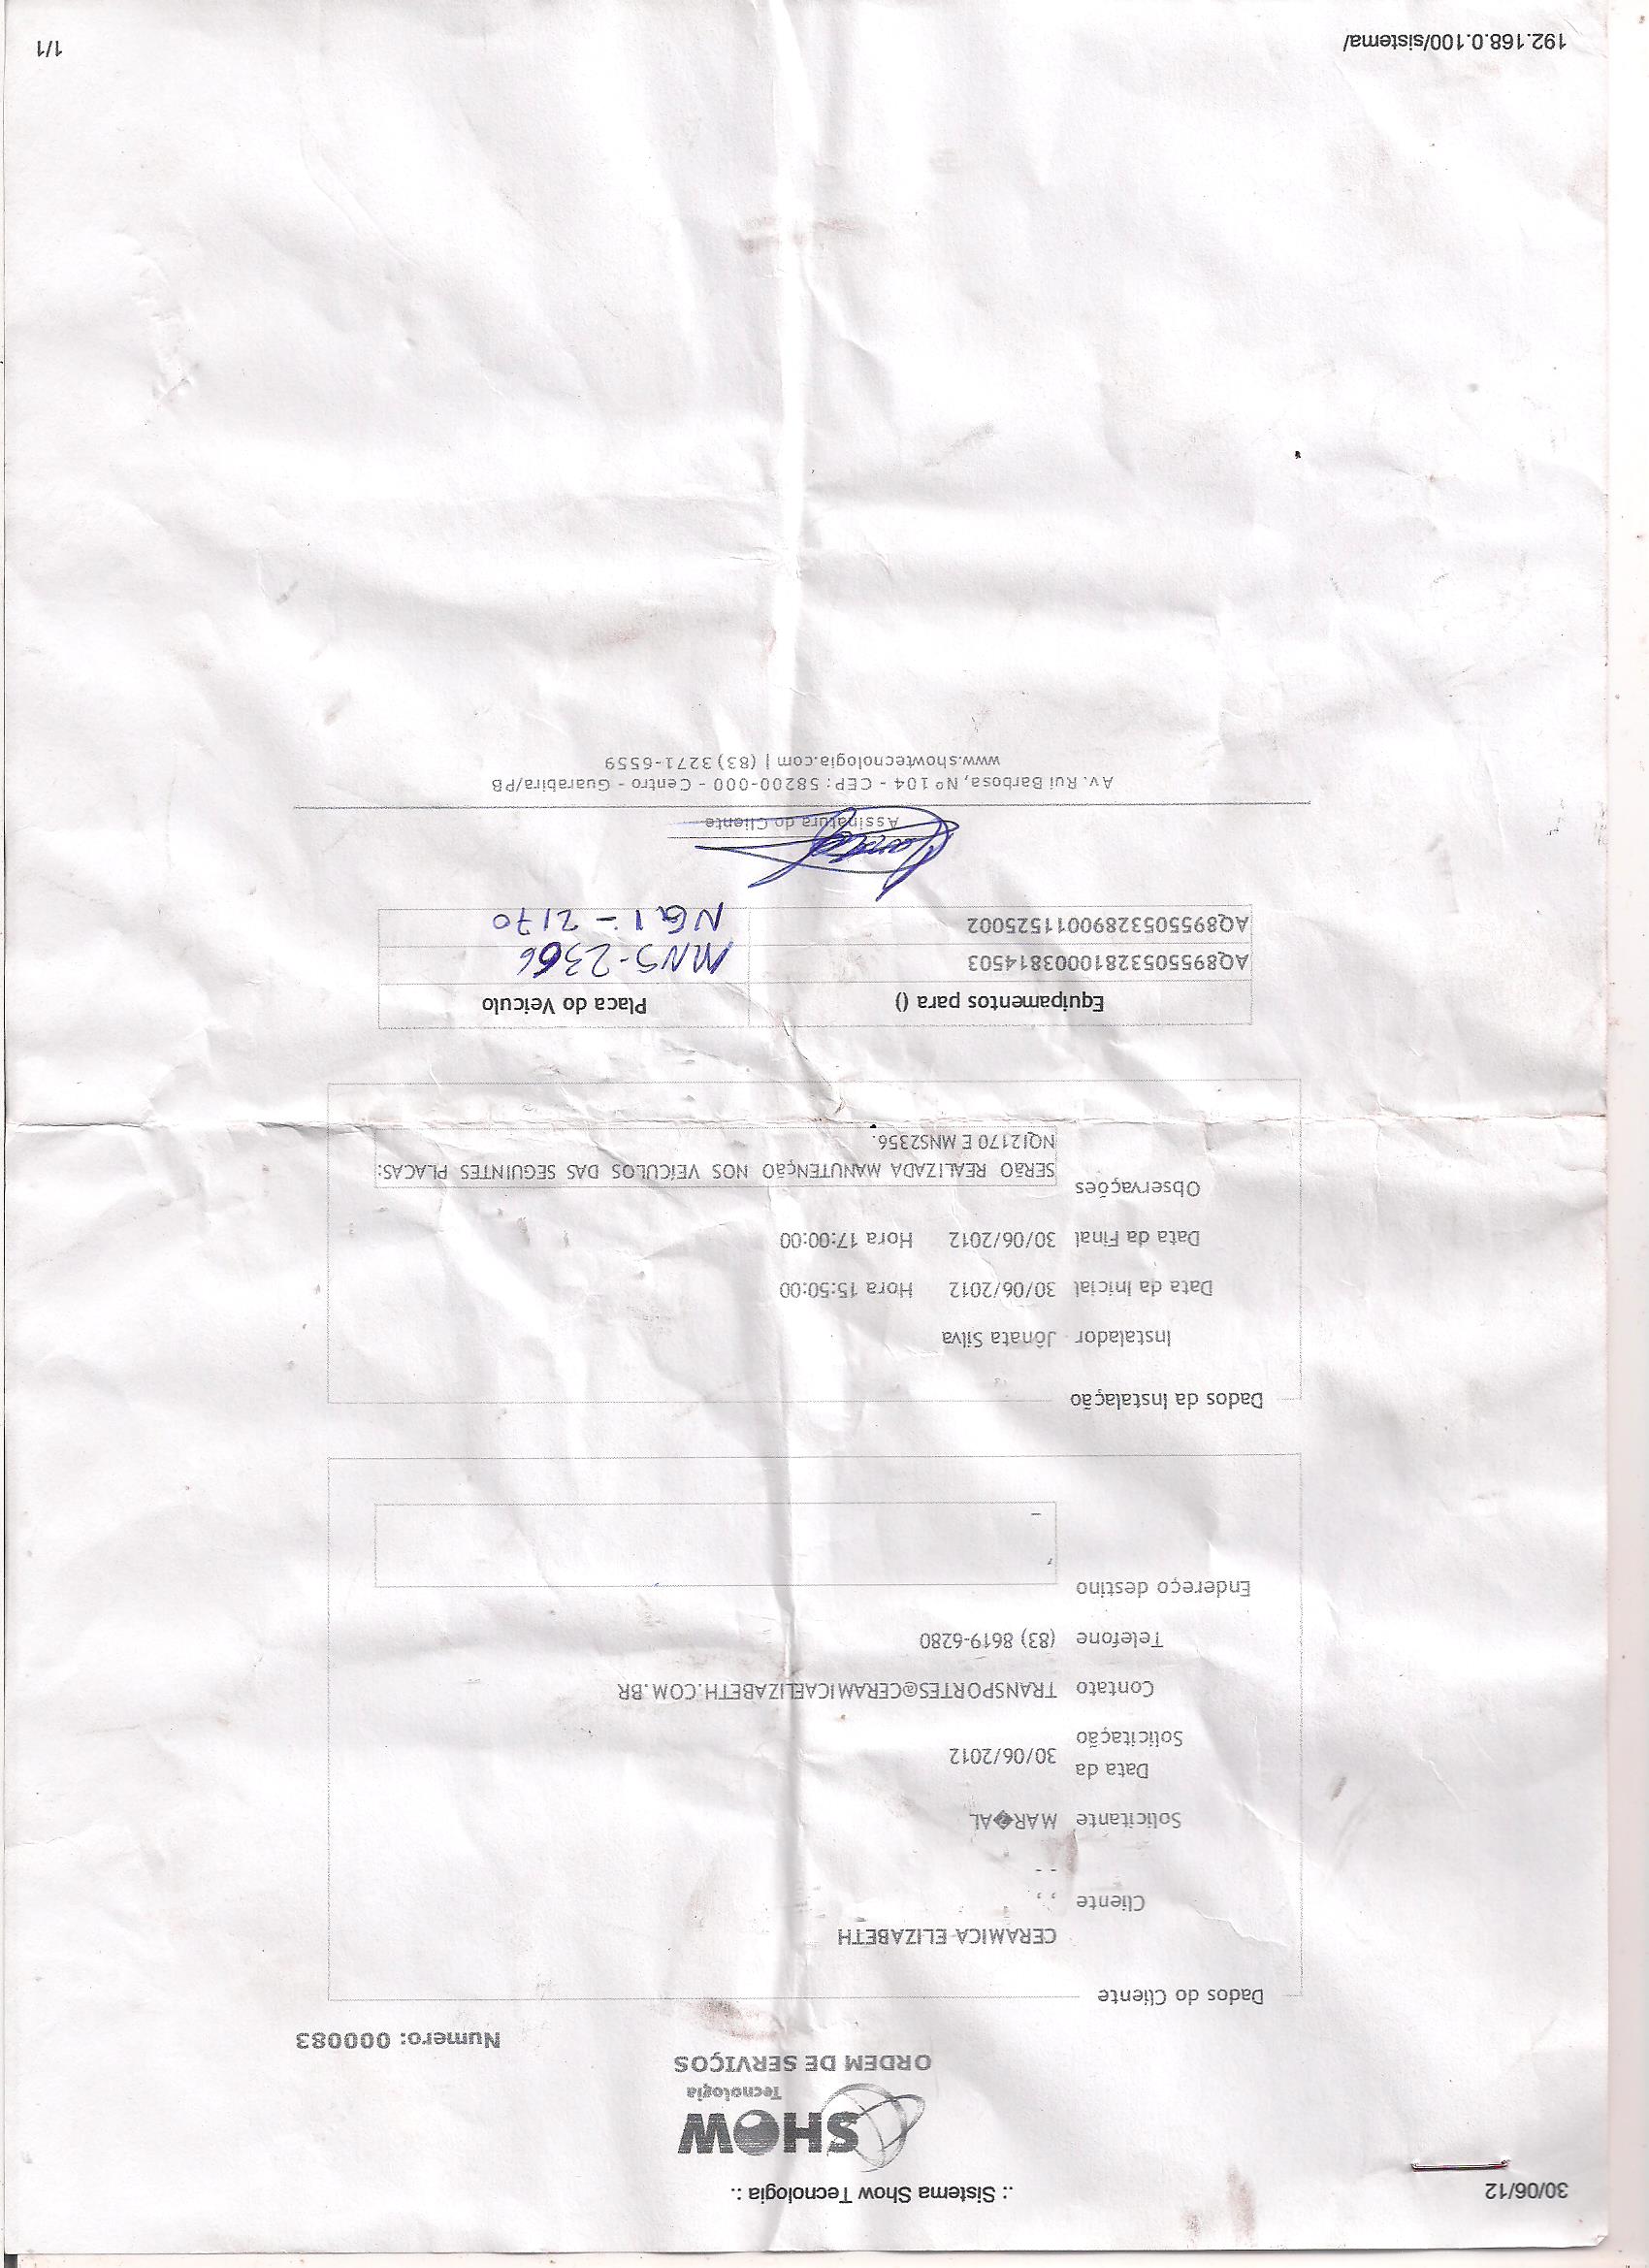 30/06/12
.: Sistema Show Tecnologia :.
SHOW
Tecnologia
ORDEM DE SERVIÇOS
Numero: 000083
Dados do Cliente
CERAMICA ELIZABETH
Cliente , ,
- -
Solicitante MAR�AL
Data da
Solicitação 30/06/2012
Contato TRANSPORTES@CERAMICAELIZABETH.COM.BR
Telefone (83) 8619-6280
Endereço destino ,
-
Dados da Instalação
Instalador Jônata Silva
Data da Inicial 30/06/2012 Hora 15:50:00
Data da Final 30/06/2012 Hora 17:00:00
Observações SERãO REALIZADA MANUTENÇãO NOS VEÍCULOS DAS SEGUINTES PLACAS:
NQI2170 E MNS2356.
Equipamentos para () Placa do Veiculo
AQ89550532810003814503 MNS-2366
AQ89550532890011525002 NQI-2170
Assinatura do Cliente
Av. Rui Barbosa, Nº 104 - CEP: 58200-000 - Centro - Guarabira/PB
www.showtecnologia.com | (83) 3271-6559
192.168.0.100/sistema/ 1/1